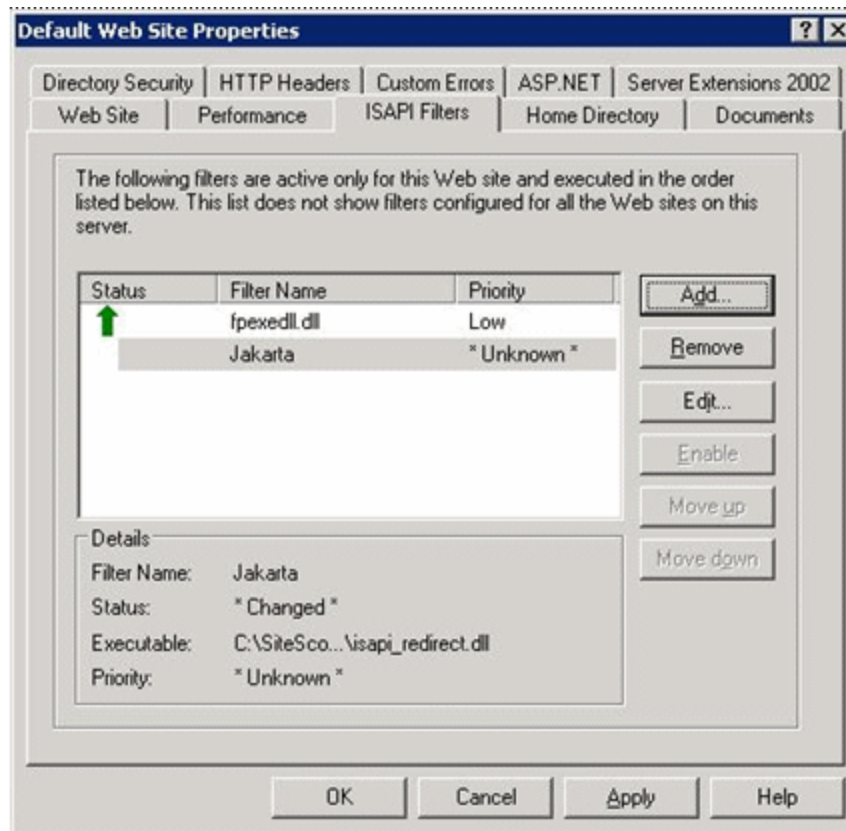 Default Web Site Properties
Directory Security HTTP Headers Custom Errors ASP.NET Server Extensions 2002
Web Site Performance ISAPI Filters Home Directory Documents
The following filters are active only for this Web site and executed in the order
listed below. This list does not show filters configured for all the Web sites on this
server.
Status Filter Name Priority
fpexedll.dll Low
Jakarta * Unknown *
Add...
Remove
Edit...
Enable
Move up
Move down
Details
Filter Name: Jakarta
Status: * Changed *
Executable: C:\SiteSco...\isapi_redirect.dll
Priority: * Unknown *
OK Cancel Apply Help